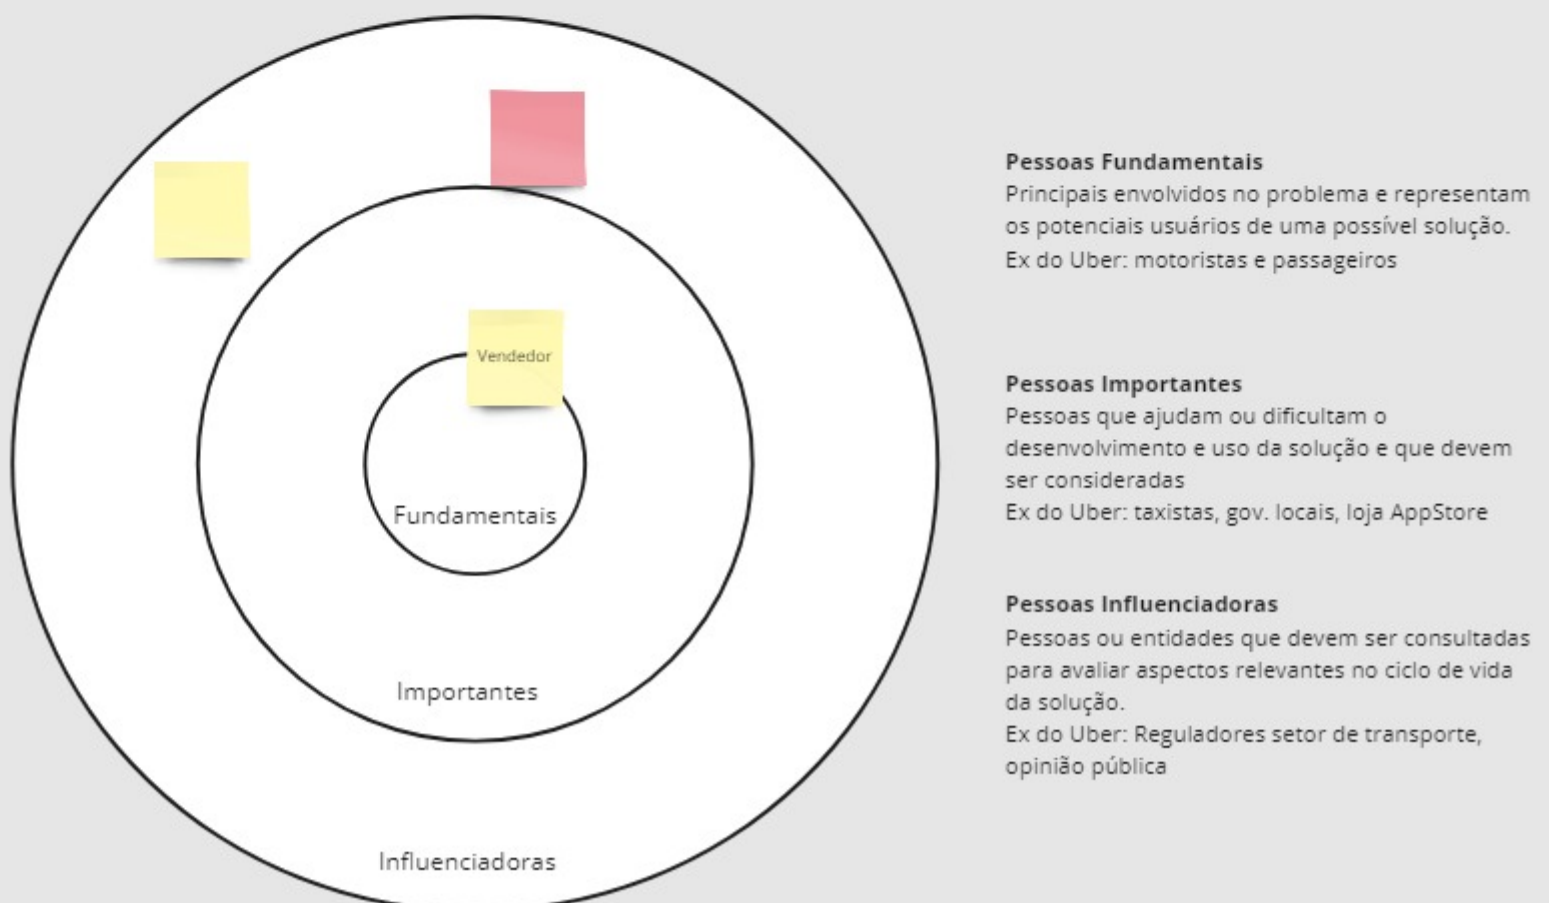 Vendedor
Fundamentais
Importantes
Influenciadoras
Pessoas Fundamentais
Principais envolvidos no problema e representam
os potenciais usuários de uma possível solução.
Ex do Uber: motoristas e passageiros
Pessoas Importantes
Pessoas que ajudam ou dificultam o
desenvolvimento e uso da solução e que devem
ser consideradas
Ex do Uber: taxistas, gov. locais, loja AppStore
Pessoas Influenciadoras
Pessoas ou entidades que devem ser consultadas
para avaliar aspectos relevantes no ciclo de vida
da solução.
Ex do Uber: Reguladores setor de transporte,
opinião pública